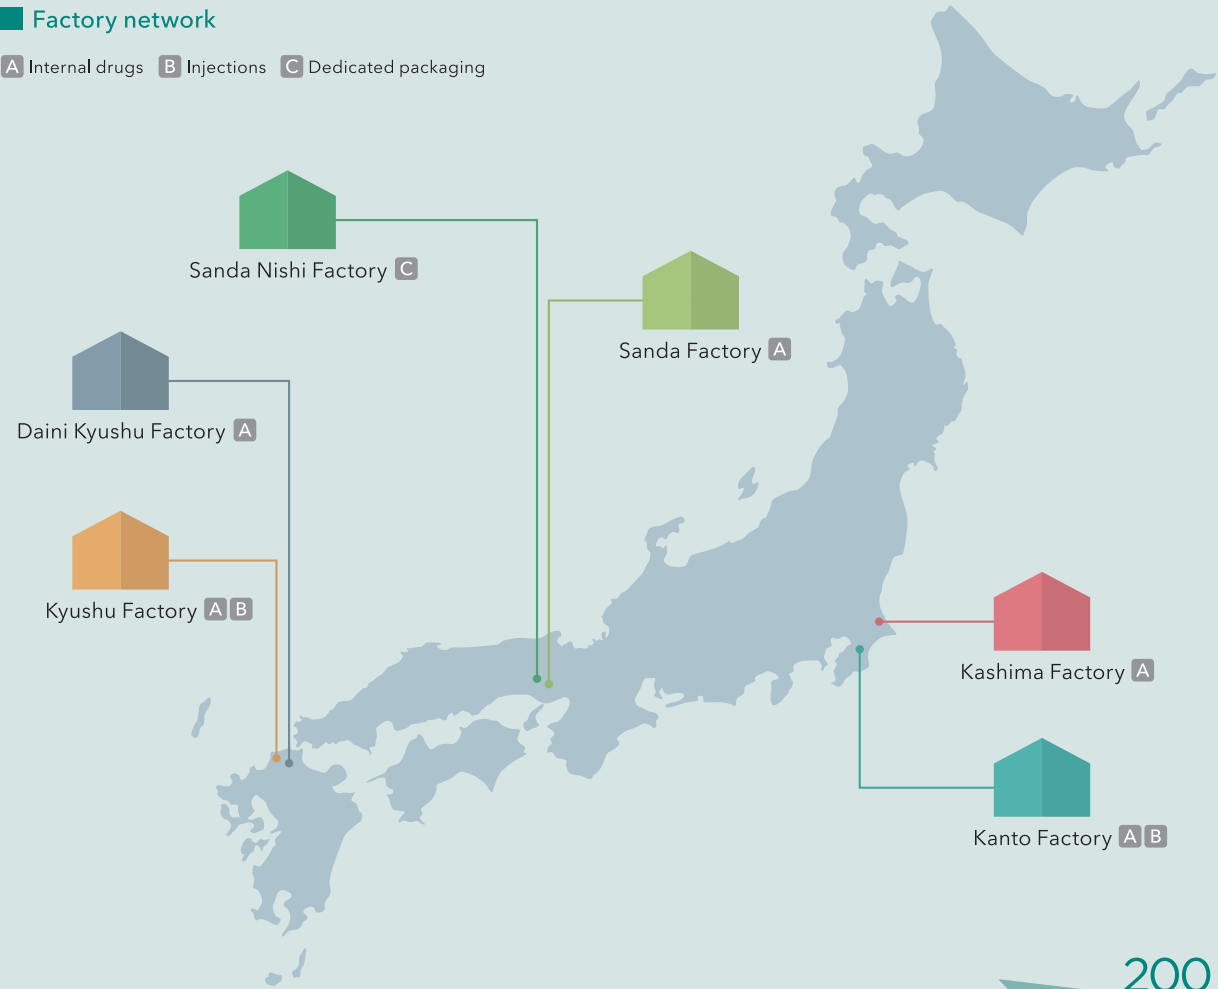 Factory network
A Internal drugs B Injections C Dedicated packaging
Sanda Nishi Factory C
Sanda Factory A
Daini Kyushu Factory A
Kyushu Factory A B
Kashima Factory A
Kanto Factory A B
200